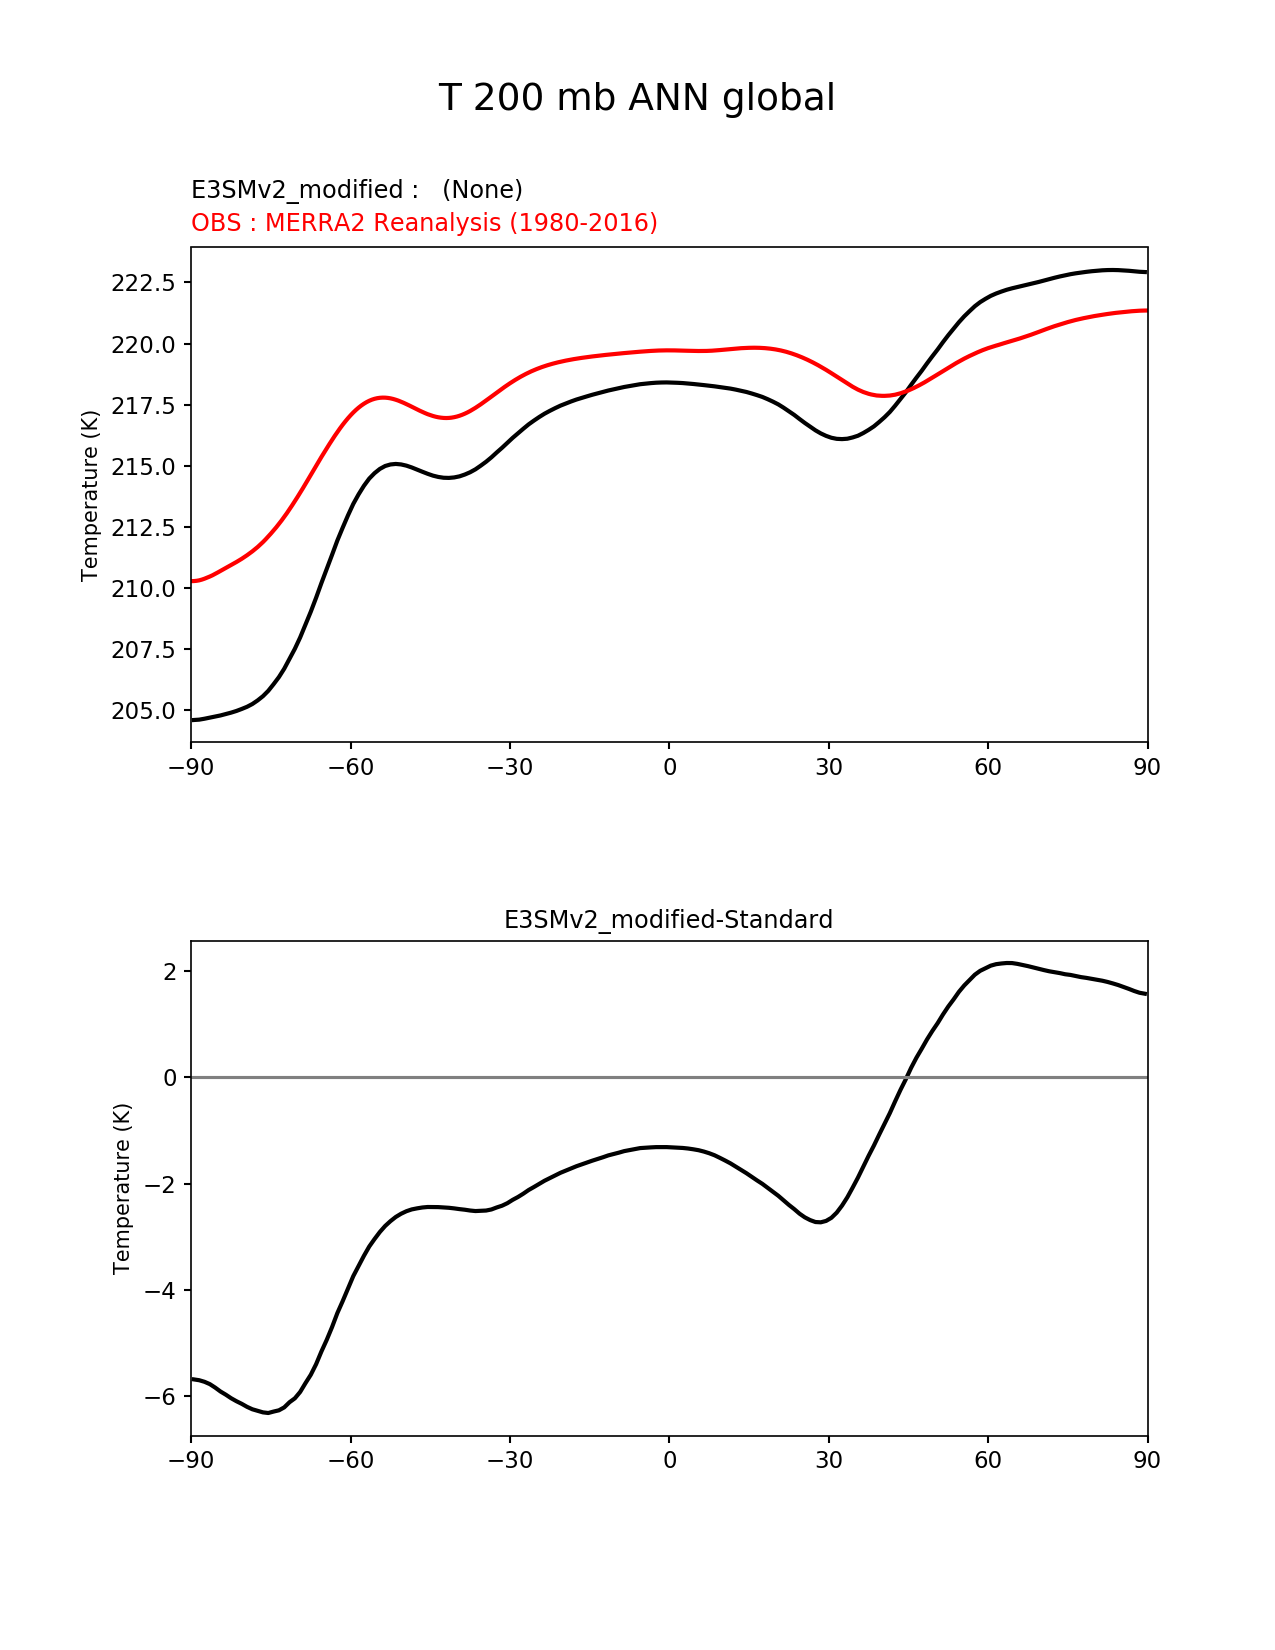 T 200 mb ANN global
E3SMv2_modified :   (None)
OBS : MERRA2 Reanalysis (1980-2016)
222.5
220.0
217.5
215.0
212.5
210.0
207.5
205.0
Temperature (K)
−90 −60 −30 0 30 60 90
E3SMv2_modified-Standard
2
0
−2
−4
−6
Temperature (K)
−90 −60 −30 0 30 60 90